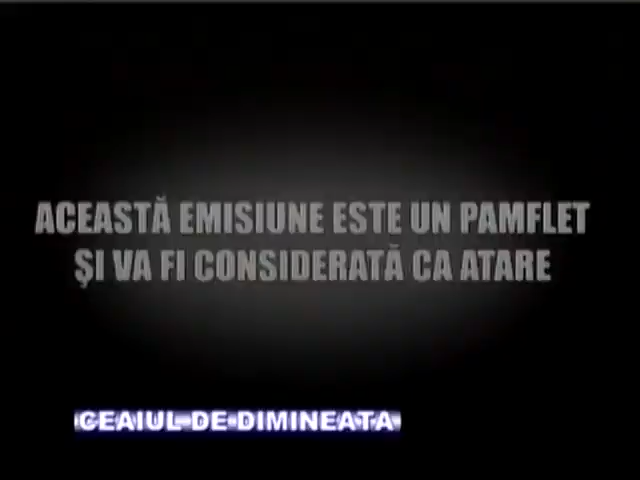 ACEASTĂ EMISIUNE ESTE UN PAMFLET
ŞI VA FI CONSIDERATĂ CA ATARE
CEAIUL DE DIMINEATA